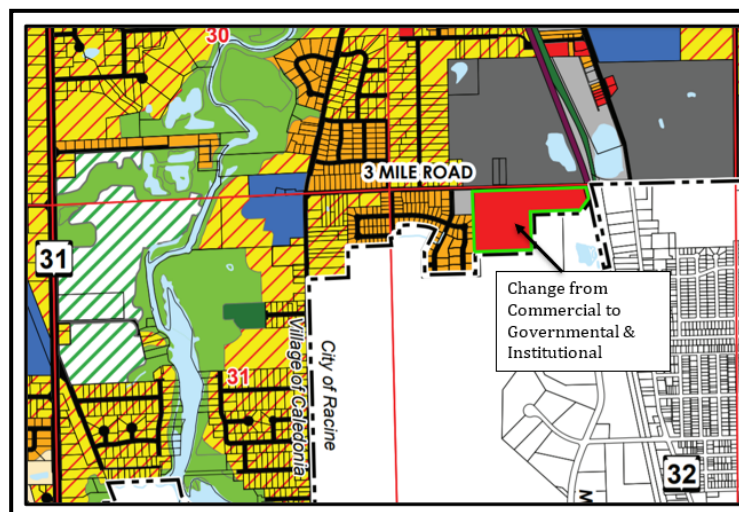 30
3 MILE ROAD
31
Change from
Commercial to
Governmental &
Institutional
31
Village of Caledonia
City of Racine
32
M